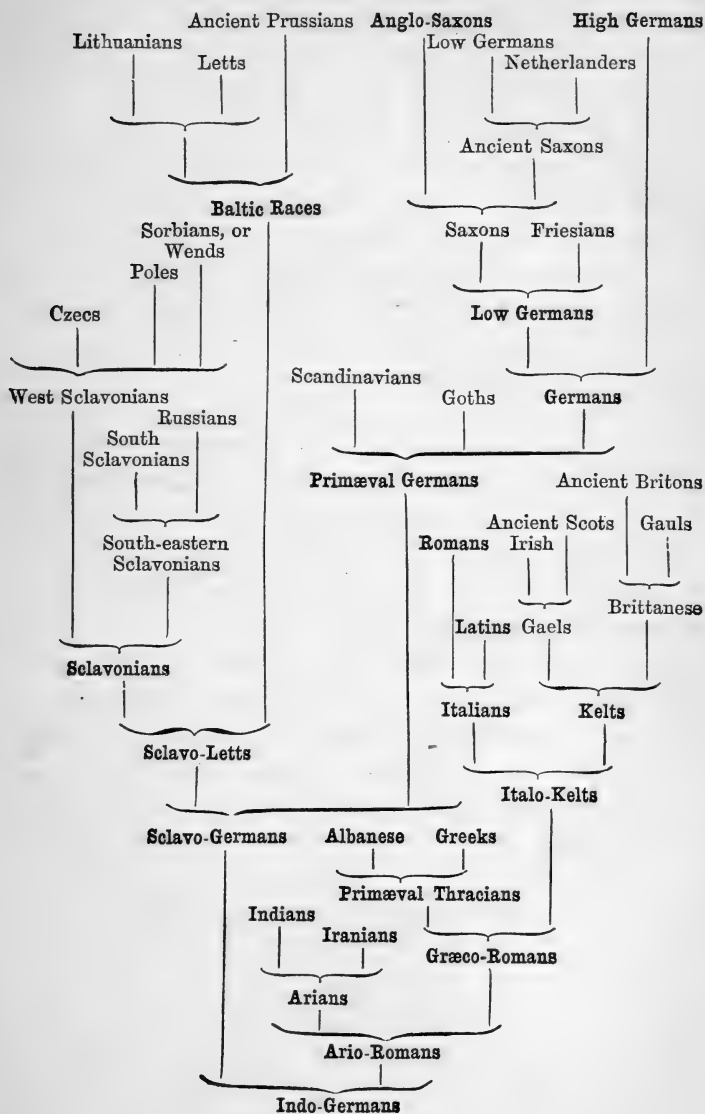 Ancient Prussians
Anglo-Saxons
High Germans
Lithuanians
Low Germans
Letts
Netherlanders
Ancient Saxons
Baltic Races
Sorbians, or
Wends
Saxons
Friesians
Poles
Czecs
Low Germans
Scandinavians
West Sclavonians
Goths
Germans
Russians
South
Sclavonians
Primæval Germans
Ancient Britons
Ancient Scots
Gauls
Romans
Irish
South-eastern
Sclavonians
Brittanese
Latins
Gaels
Sclavonians
Italians
Kelts
Sclavo-Letts
Italo-Kelts
Sclavo-Germans
Albanese
Greeks
Primæval Thracians
Indians
Iranians
Græco-Romans
Arians
Ario-Romans
Indo-Germans